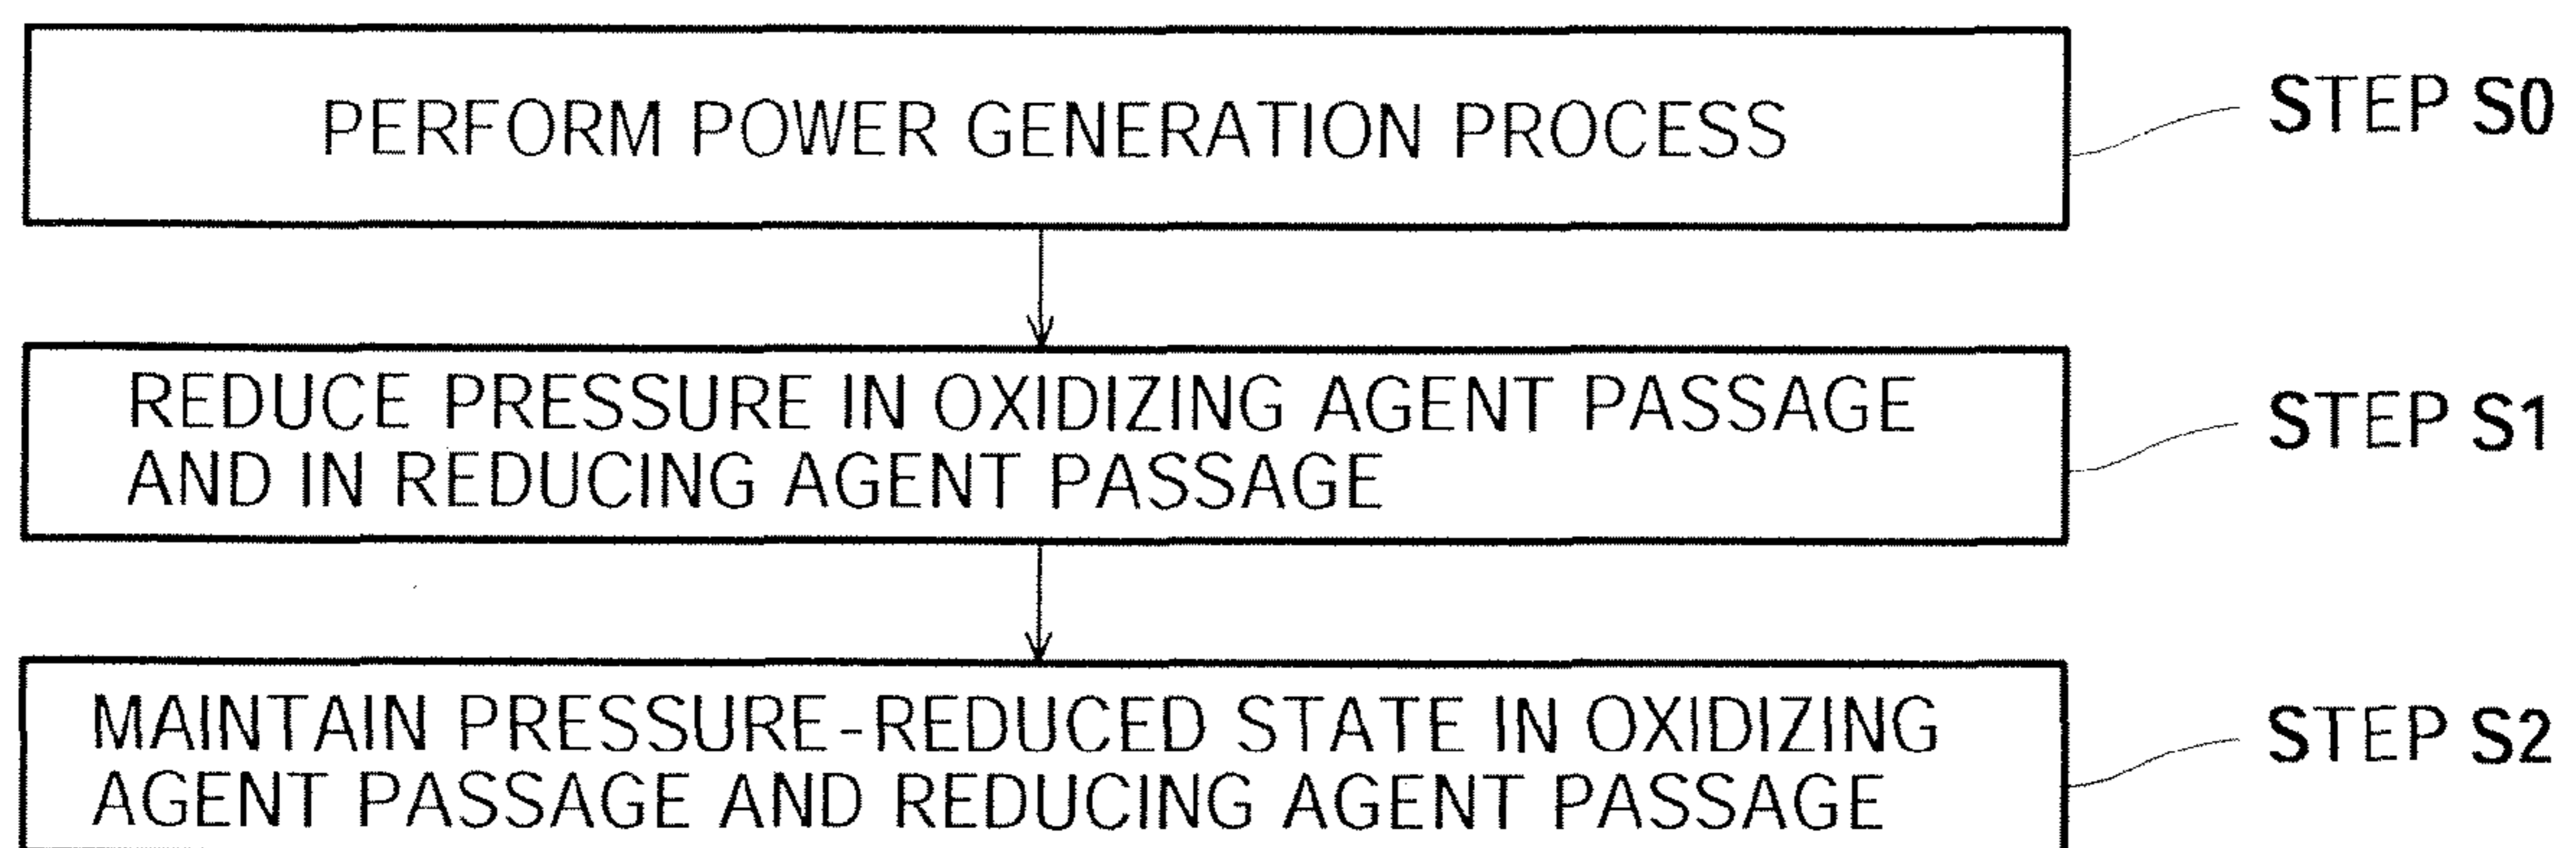 PERFORM POWER GENERATION PROCESS
STEP S0
REDUCE PRESSURE IN OXIDIZING AGENT PASSAGE
AND IN REDUCING AGENT PASSAGE
STEP S1
MAINTAIN PRESSURE-REDUCED STATE IN OXIDIZING
AGENT PASSAGE AND REDUCING AGENT PASSAGE
STEP S2